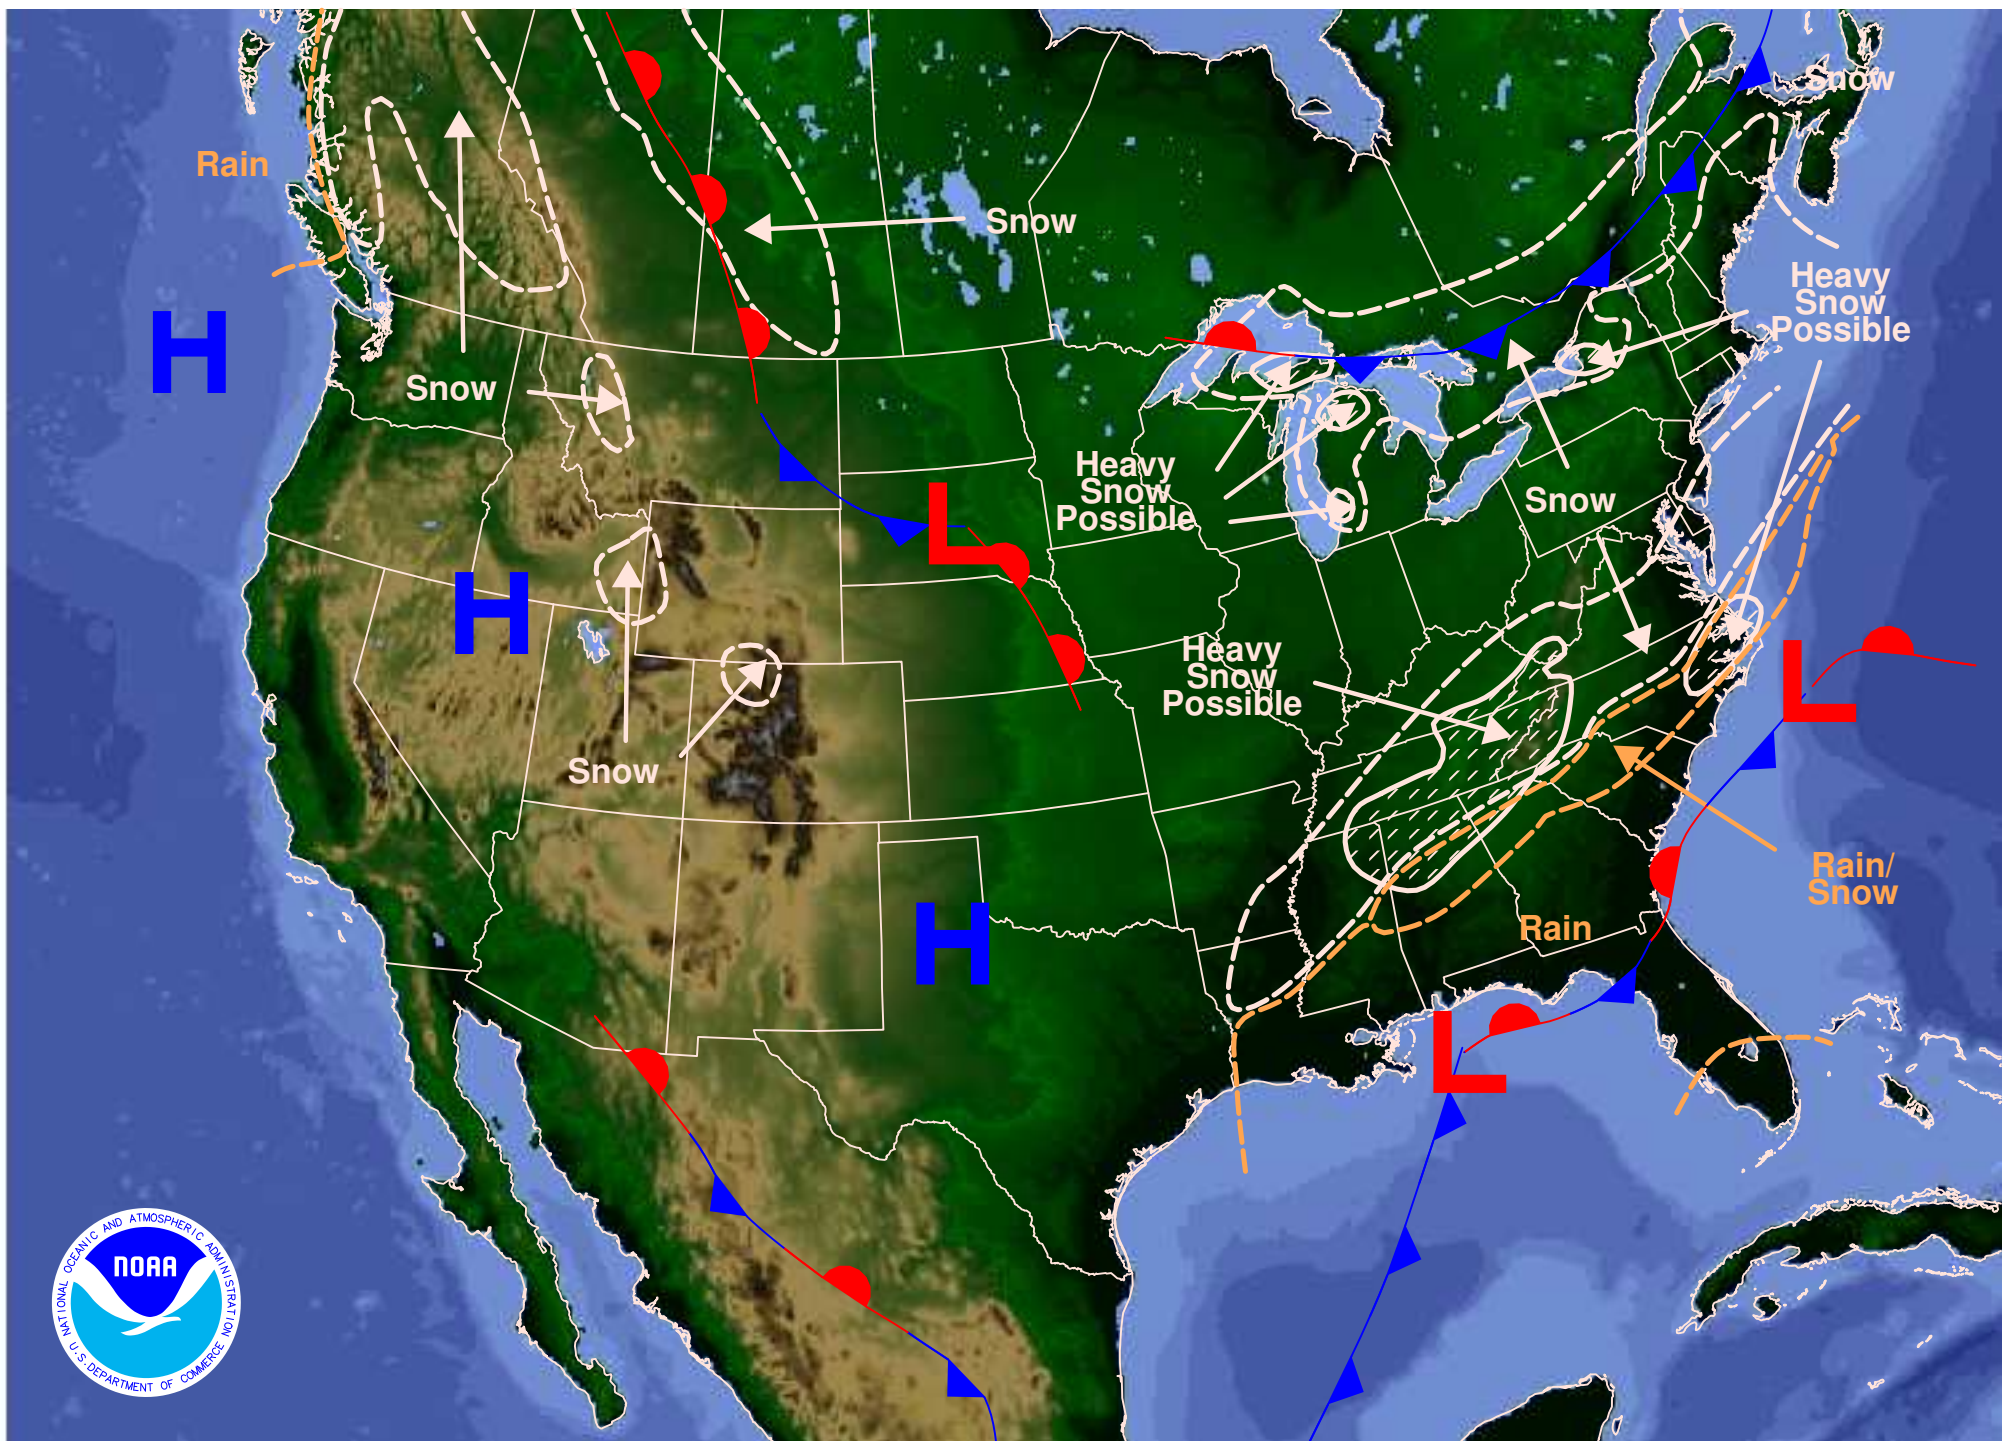 Snow
Rain
Snow
Heavy
Snow
Possible
H
Snow
Heavy
Snow
Possible
Snow
L
H
Heavy
Snow
Possible
L
Snow
Rain/
Snow
Rain
H
L
NATIONAL OCEANIC AND ATMOSPHERIC ADMINISTRATION
NOAA
U.S. DEPARTMENT OF COMMERCE